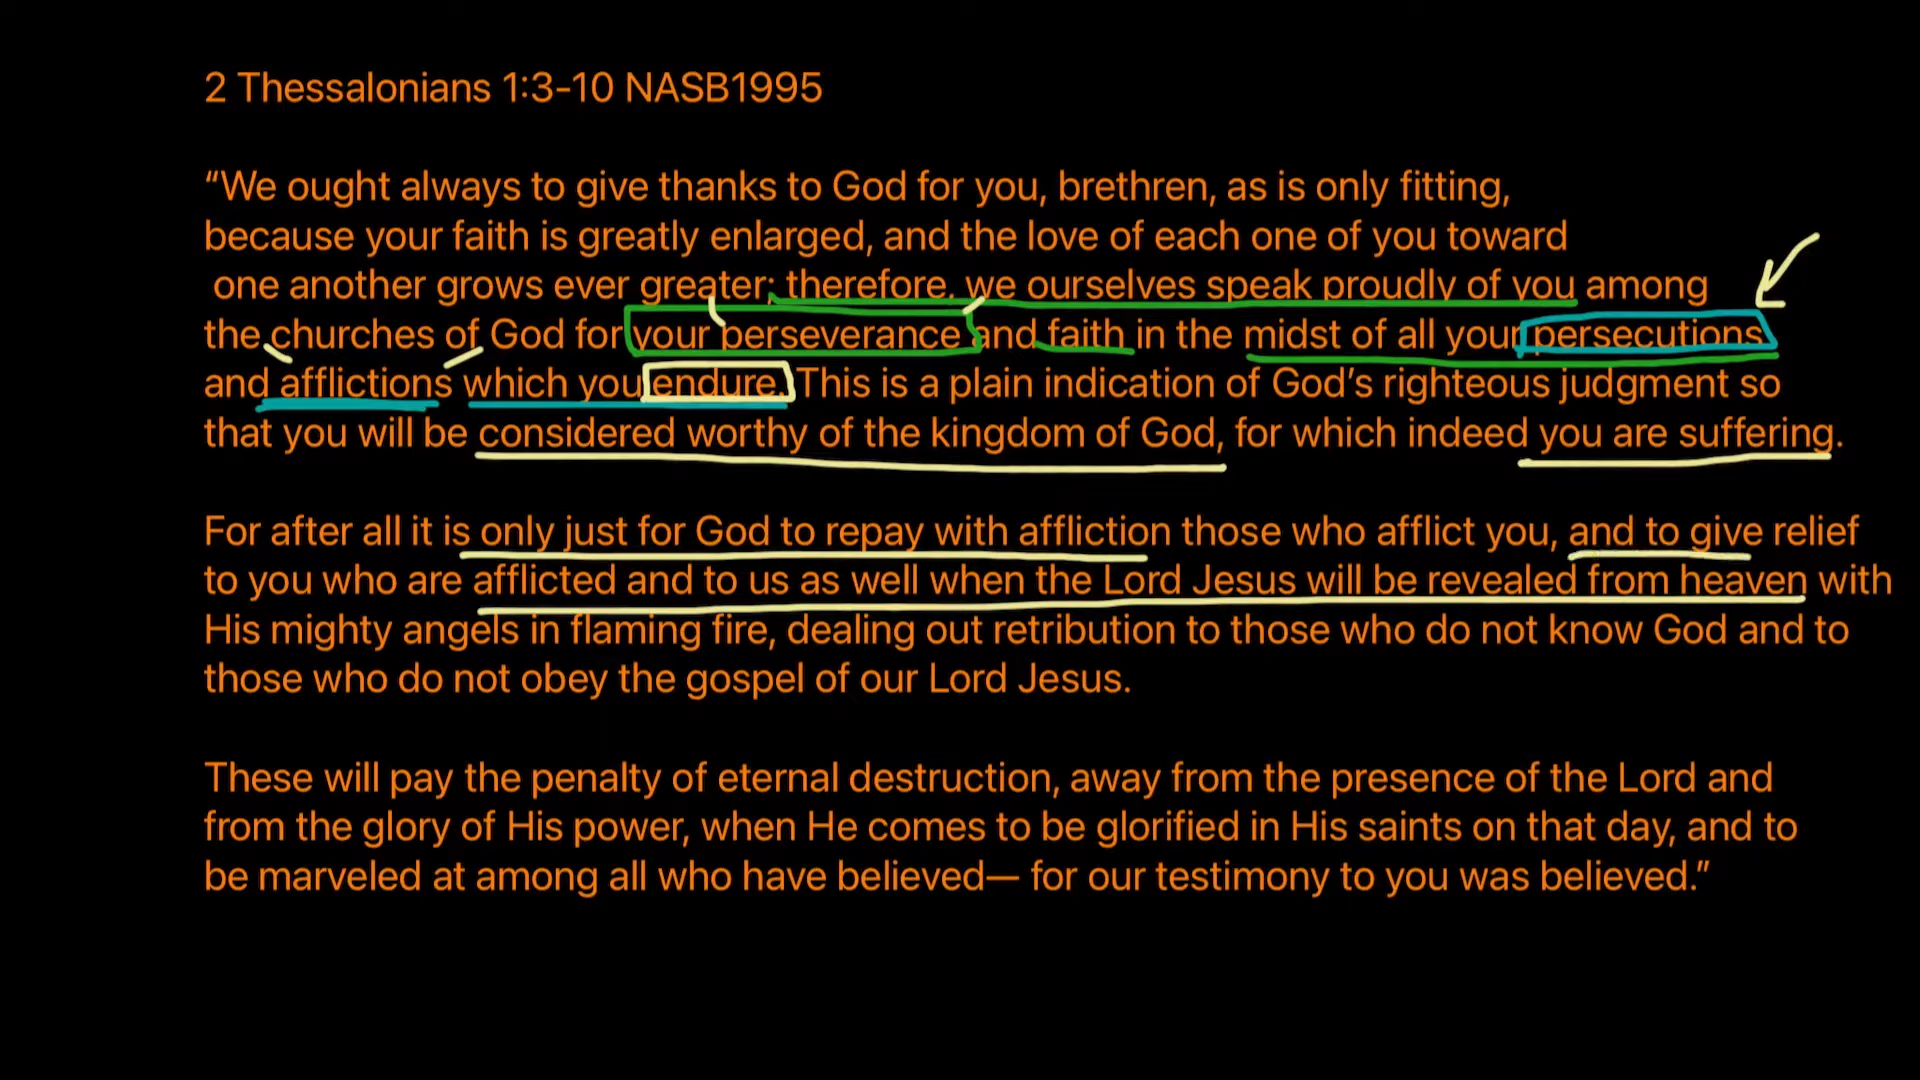 2 Thessalonians 1:3-10 NASB1995
“We ought always to give thanks to God for you, brethren, as is only fitting,
because your faith is greatly enlarged, and the love of each one of you toward
one another grows ever greater; therefore, we ourselves speak proudly of you among
the churches of God for your perseverance and faith in the midst of all your persecutions
and afflictions which you endure. This is a plain indication of God’s righteous judgment so
that you will be considered worthy of the kingdom of God, for which indeed you are suffering.
For after all it is only just for God to repay with affliction those who afflict you, and to give relief
to you who are afflicted and to us as well when the Lord Jesus will be revealed from heaven with
His mighty angels in flaming fire, dealing out retribution to those who do not know God and to
those who do not obey the gospel of our Lord Jesus.
These will pay the penalty of eternal destruction, away from the presence of the Lord and
from the glory of His power, when He comes to be glorified in His saints on that day, and to
be marveled at among all who have believed— for our testimony to you was believed.”